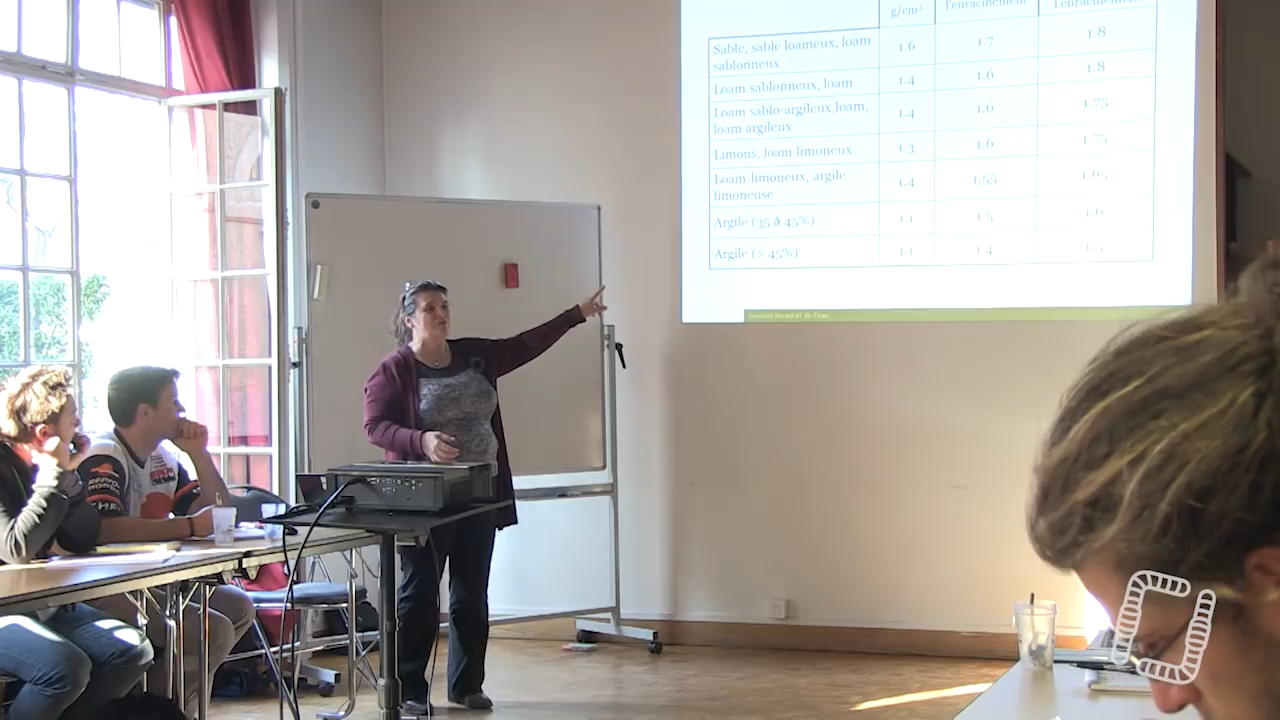 g/cm³ l'enracinement
Sable, sable loameux, loam sablonneux 1.6 1.7 1.8
Loam sablonneux, loam 1.4 1.6 1.8
Loam sablo-argileux,loam, loam argileux 1.4 1.6 1.75
Limons, loam limoneux 1.3 1.6 1.75
Loam-limoneux, argile limoneuse 1.4 1.55 1.65
Argile (35 à 45%) 1.1 1.5 1.6
Argile (> 45%) 1.1 1.4 1.5
REPSOL
HONDA